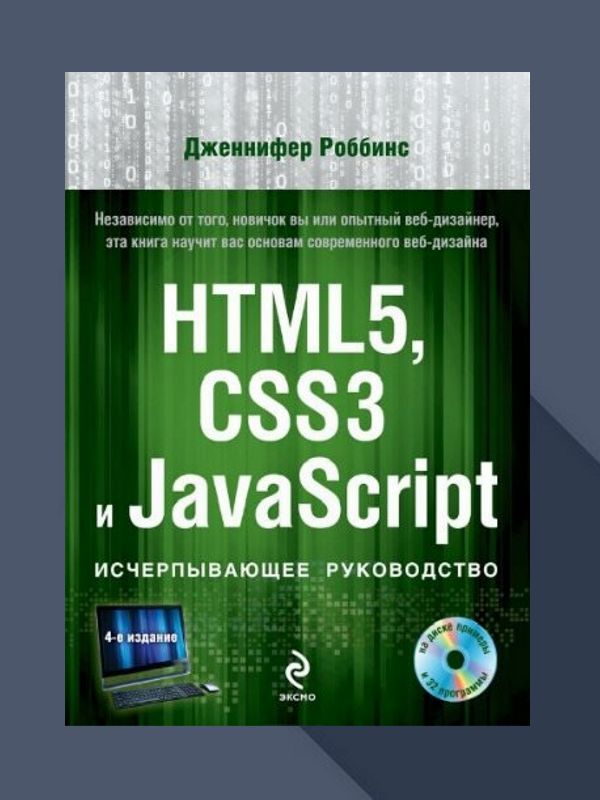 Дженнифер Роббинс
Независимо от того, новичок вы или опытный веб-дизайнер,
эта книга научит вас основам современного веб-дизайна
HTML5,
CSS3
и JavaScript
ИСЧЕРПЫВАЮЩЕЕ РУКОВОДСТВО
4-е издание
ЭКСМО
на диске примеры
и 32 программы